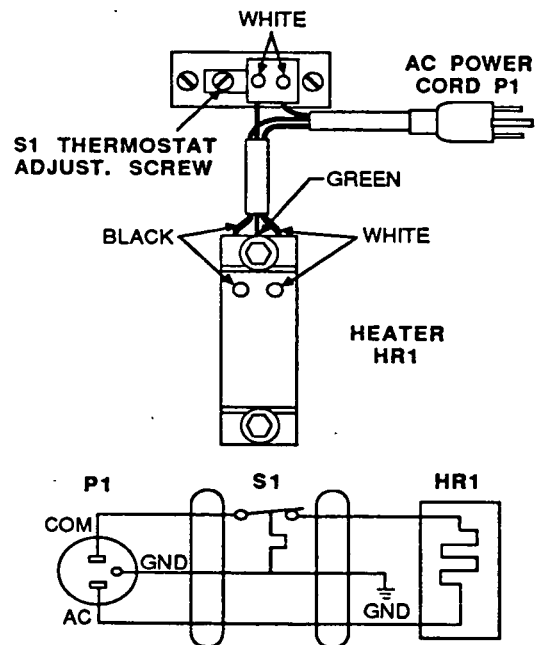 WHITE
AC POWER
CORD P1
S1 THERMOSTAT
ADJUST. SCREW
GREEN
BLACK
WHITE
HEATER
HR1
P1
S1
HR1
COM
GND
GND
AC